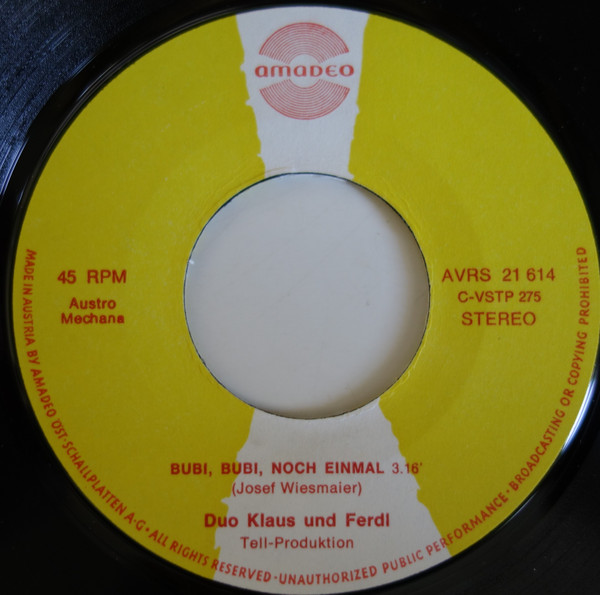 amadeo
45 RPM
Austro
Mechana
AVRS 21 614
C-VSTP 275
STEREO
BUBI, BUBI, NOCH EINMAL 3.16'
(Josef Wiesmaier)
Duo Klaus und Ferdl
Tell-Produktion
MADE IN AUSTRIA BY AMADEO ÖST. SCHALLPLATTEN A·G · ALL RIGHTS RESERVED · UNAUTHORIZED PUBLIC PERFORMANCE · BROADCASTING OR COPYING PROHIBITED